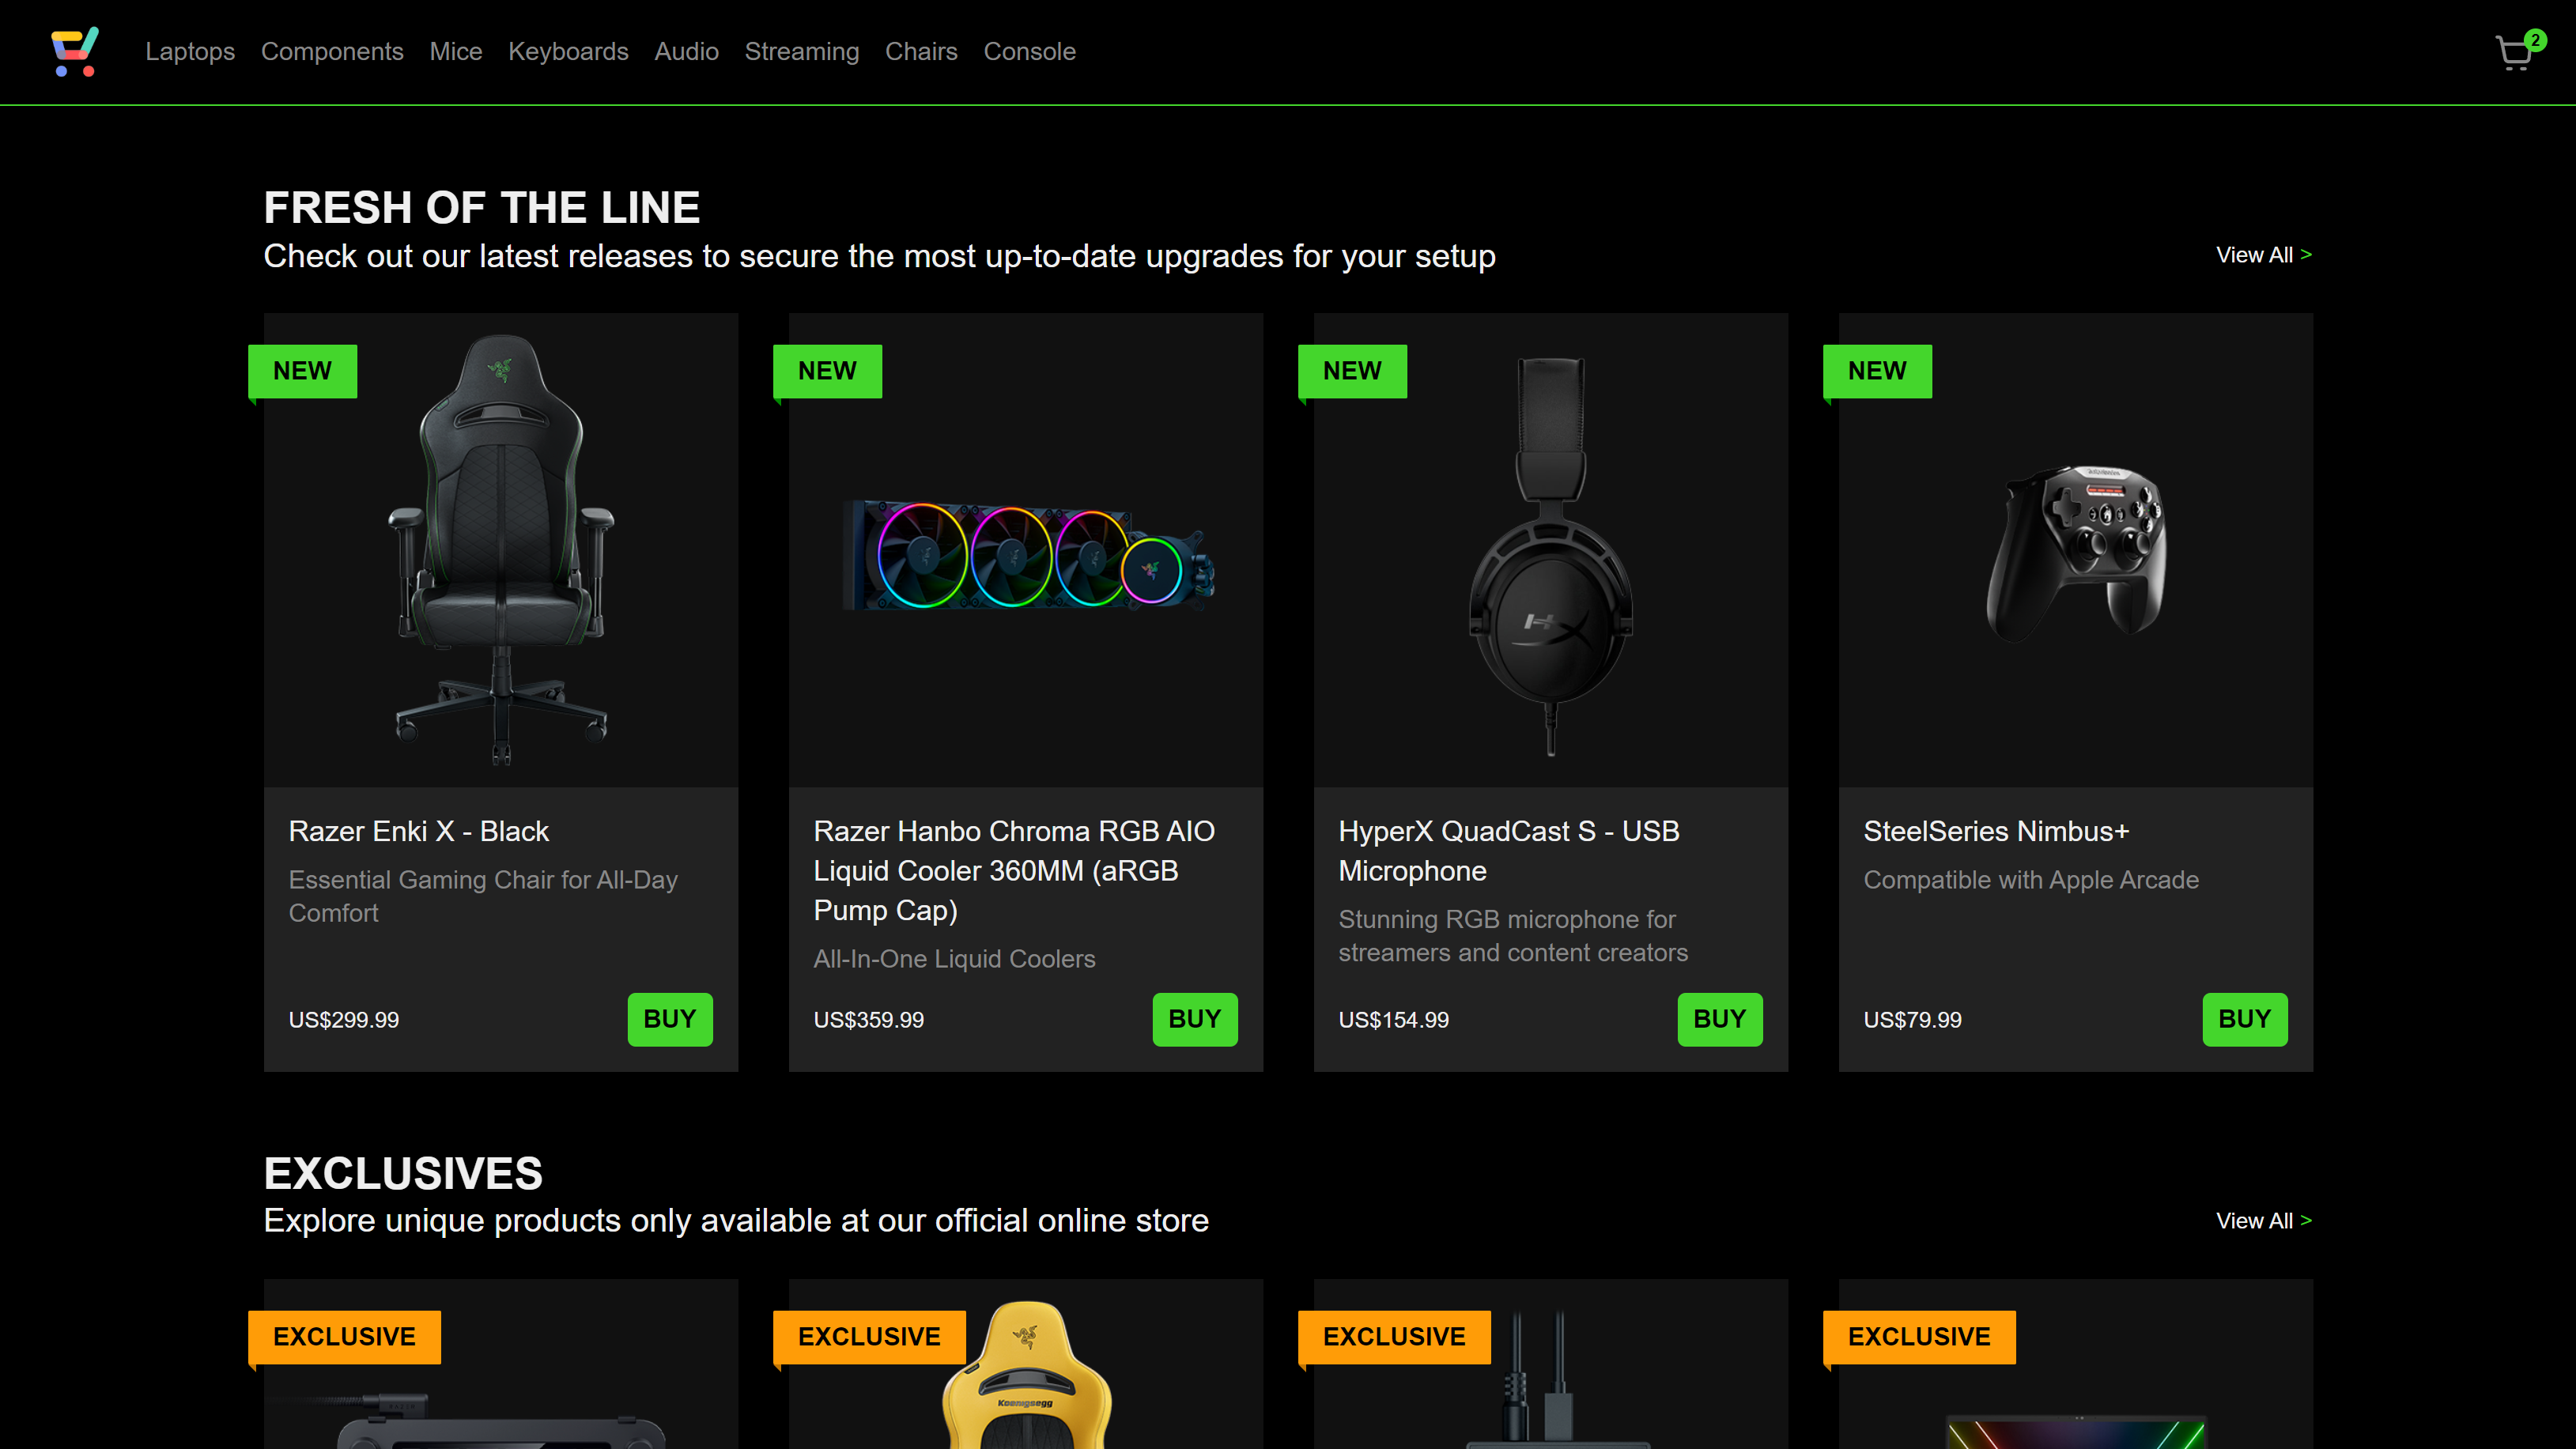 Laptops Components Mice Keyboards Audio Streaming Chairs Console 2
FRESH OF THE LINE
Check out our latest releases to secure the most up-to-date upgrades for your setup
View All >
NEW
Razer Enki X - Black
Essential Gaming Chair for All-Day
Comfort
US$299.99
BUY
NEW
Razer Hanbo Chroma RGB AIO
Liquid Cooler 360MM (aRGB
Pump Cap)
All-In-One Liquid Coolers
US$359.99
BUY
NEW
HX
HyperX QuadCast S - USB
Microphone
Stunning RGB microphone for
streamers and content creators
US$154.99
BUY
NEW
SteelSeries Nimbus+
Compatible with Apple Arcade
US$79.99
BUY
EXCLUSIVES
Explore unique products only available at our official online store
View All >
EXCLUSIVE
RAZER
EXCLUSIVE
Koenigsegg
EXCLUSIVE
EXCLUSIVE